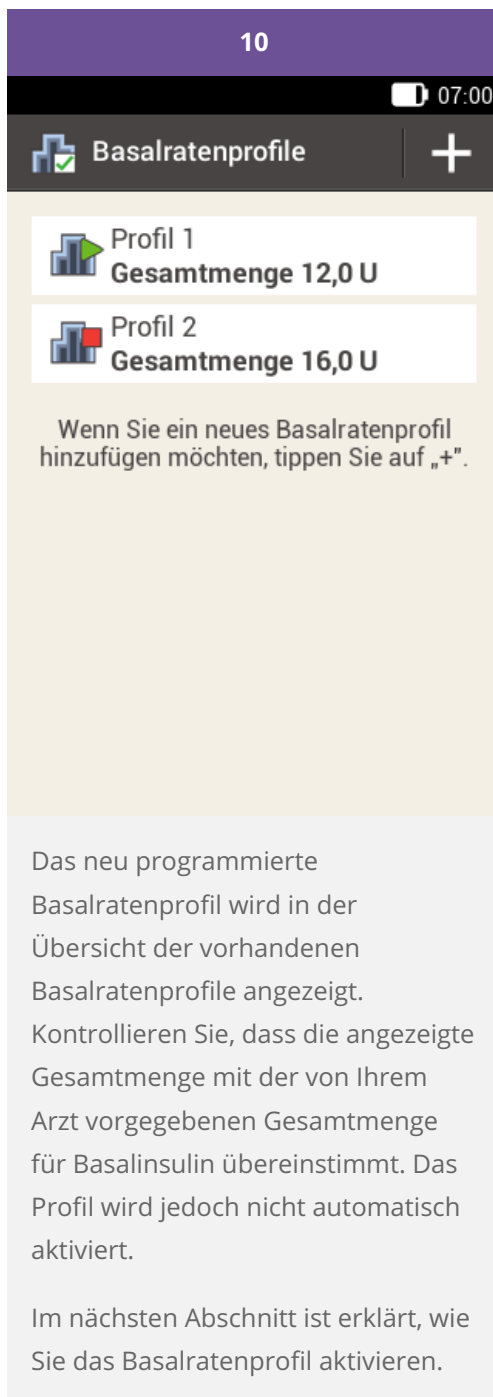 10
07:00
Basalratenprofile
Profil 1
Gesamtmenge 12,0 U
Profil 2
Gesamtmenge 16,0 U
Wenn Sie ein neues Basalratenprofil
hinzufügen möchten, tippen Sie auf „+".
Das neu programmierte
Basalratenprofil wird in der
Übersicht der vorhandenen
Basalratenprofile angezeigt.
Kontrollieren Sie, dass die angezeigte
Gesamtmenge mit der von Ihrem
Arzt vorgegebenen Gesamtmenge
für Basalinsulin übereinstimmt. Das
Profil wird jedoch nicht automatisch
aktiviert.
Im nächsten Abschnitt ist erklärt, wie
Sie das Basalratenprofil aktivieren.